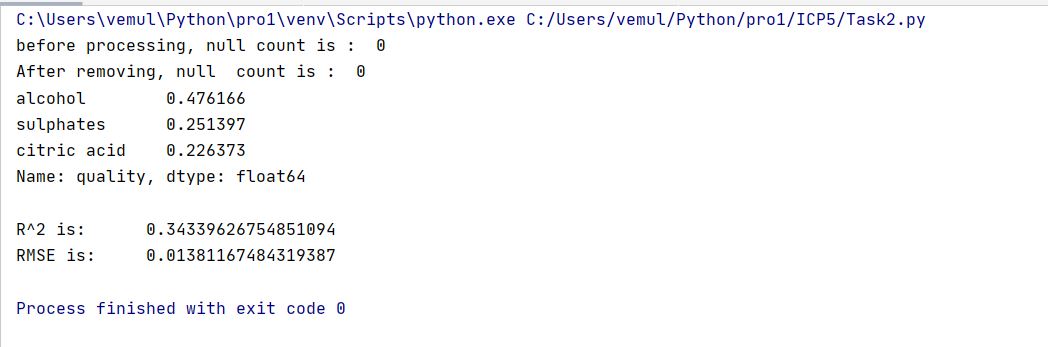 C:\Users\vemul\Python\pro1\venv\Scripts\python.exe C:/Users/vemul/Python/pro1/ICP5/Task2.py
before processing, null count is :  0
After removing, null  count is :  0
alcohol        0.476166
sulphates      0.251397
citric acid    0.226373
Name: quality, dtype: float64
R^2 is:      0.34339626754851094
RMSE is:     0.01381167484319387
Process finished with exit code 0